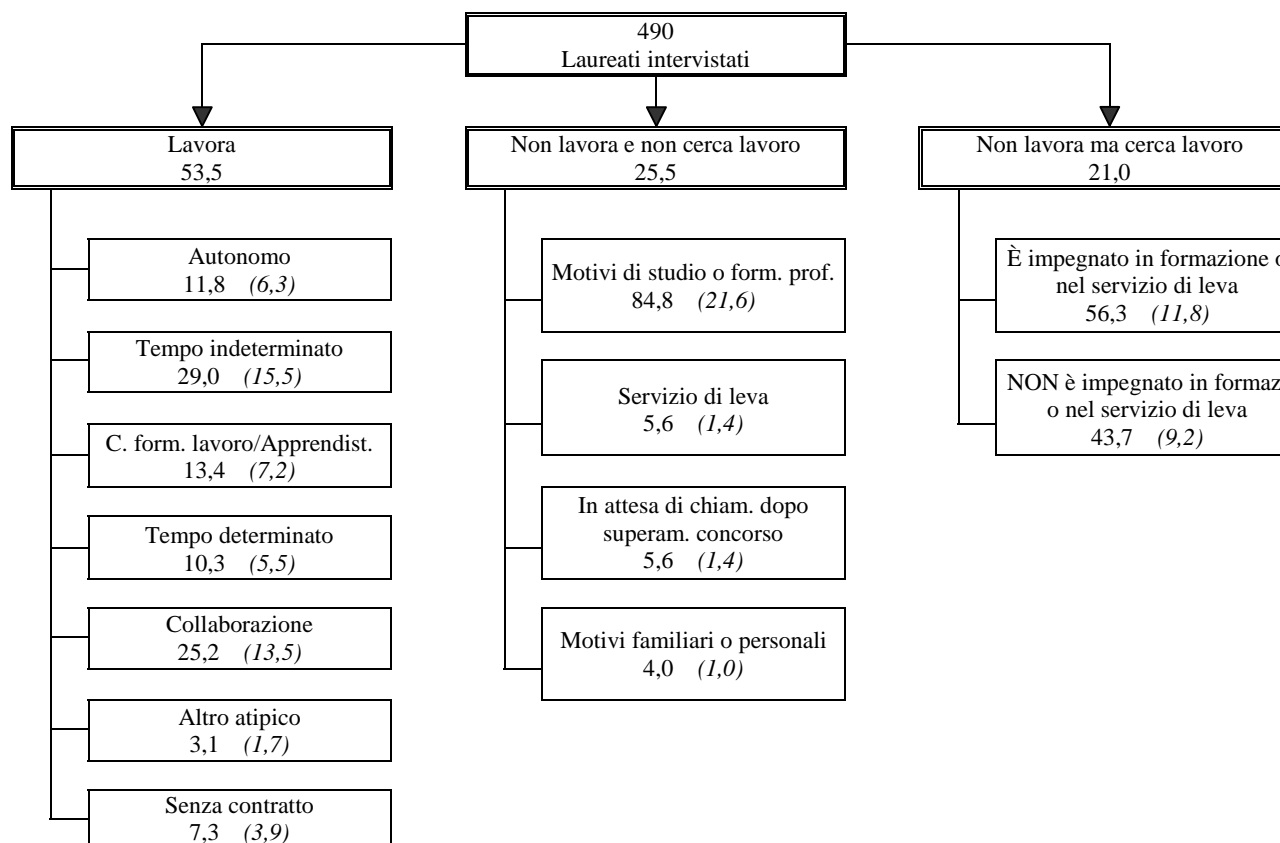 490
Laureati intervistati
Lavora
53,5
Autonomo
11,8 (6,3)
Tempo indeterminato
29,0 (15,5)
C. form. lavoro/Apprendist.
13,4 (7,2)
Tempo determinato
10,3 (5,5)
Collaborazione
25,2 (13,5)
Altro atipico
3,1 (1,7)
Senza contratto
7,3 (3,9)
Non lavora e non cerca lavoro
25,5
Motivi di studio o form. prof.
84,8 (21,6)
Servizio di leva
5,6 (1,4)
In attesa di chiam. dopo
superam. concorso
5,6 (1,4)
Motivi familiari o personali
4,0 (1,0)
Non lavora ma cerca lavoro
21,0
È impegnato in formazione o
nel servizio di leva
56,3 (11,8)
NON è impegnato in formaz
o nel servizio di leva
43,7 (9,2)